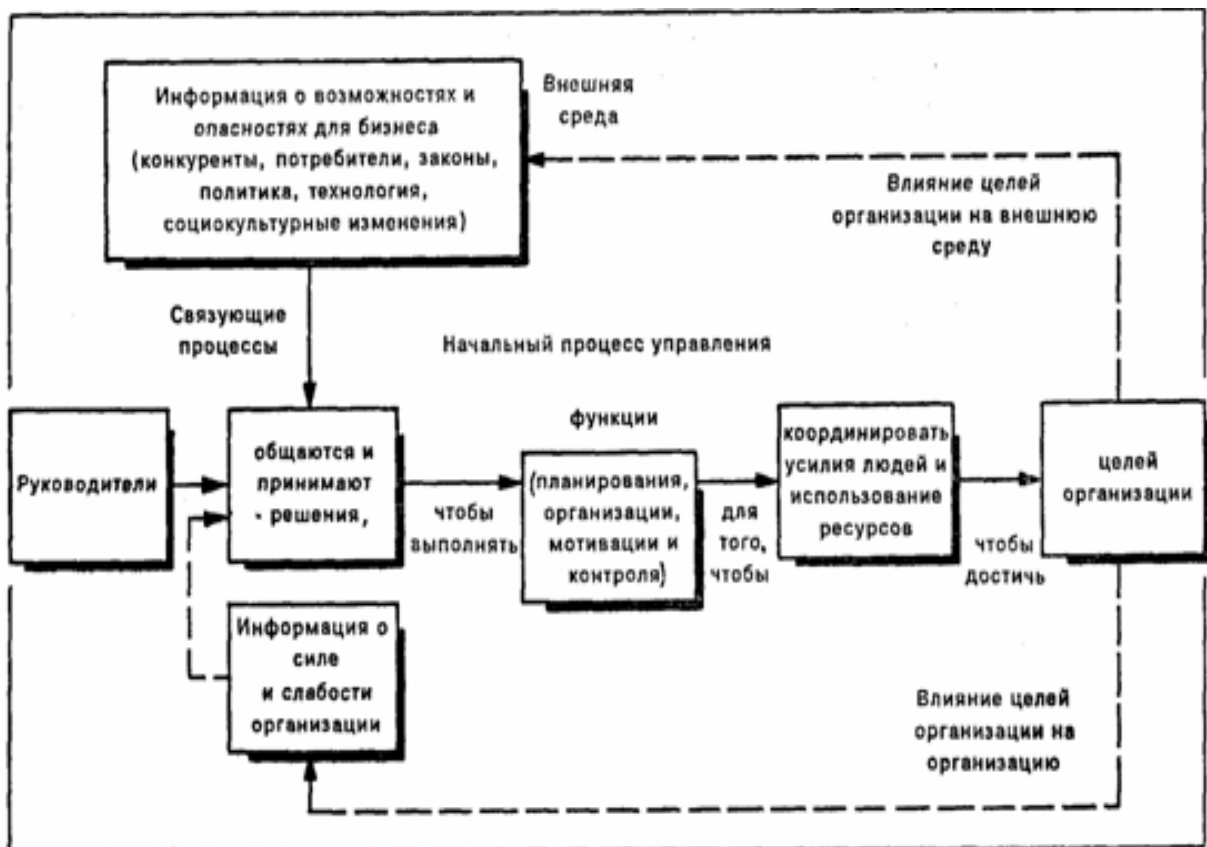 Информация о возможностях и
опасностях для бизнеса
(конкуренты, потребители, законы,
политика, технология,
социокультурные изменения)
Внешняя
среда
Влияние целей
организации на внешнюю
среду
Связующие
процессы
Начальный процесс управления
Руководители
общаются и
принимают
- решения,
чтобы
выполнять
функции
(планирования,
организации,
мотивации и
контроля)
для
того,
чтобы
координировать
усилия людей и
использование
ресурсов
чтобы
достичь
целей
организации
Информация о
силе
и слабости
организации
Влияние целей
организации на
организацию